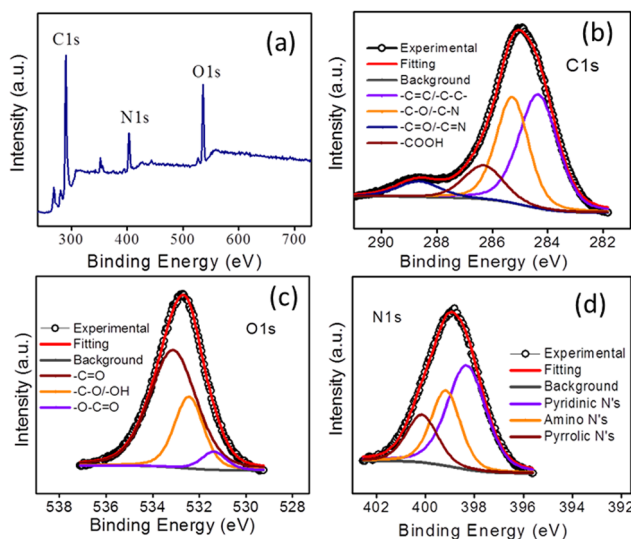 (a)
C1s
N1s
O1s
Intensity (a.u.)
300 400 500 600 700
Binding Energy (eV)
(b)
Experimental
Fitting
Background
-C=C/-C-C-
-C-O/-C-N
-C=O/-C=N
-COOH
C1s
Intensity (a.u.)
290 288 286 284 282
Binding Energy (eV)
(c)
Experimental
Fitting
Background
-C=O
-C-O/-OH
-O-C=O
O1s
Intensity (a.u.)
538 536 534 532 530 528
Binding Energy (eV)
(d)
N1s
Experimental
Fitting
Background
Pyridinic N's
Amino N's
Pyrrolic N's
Intensity (a.u.)
402 400 398 396 394 392
Binding Energy (eV)